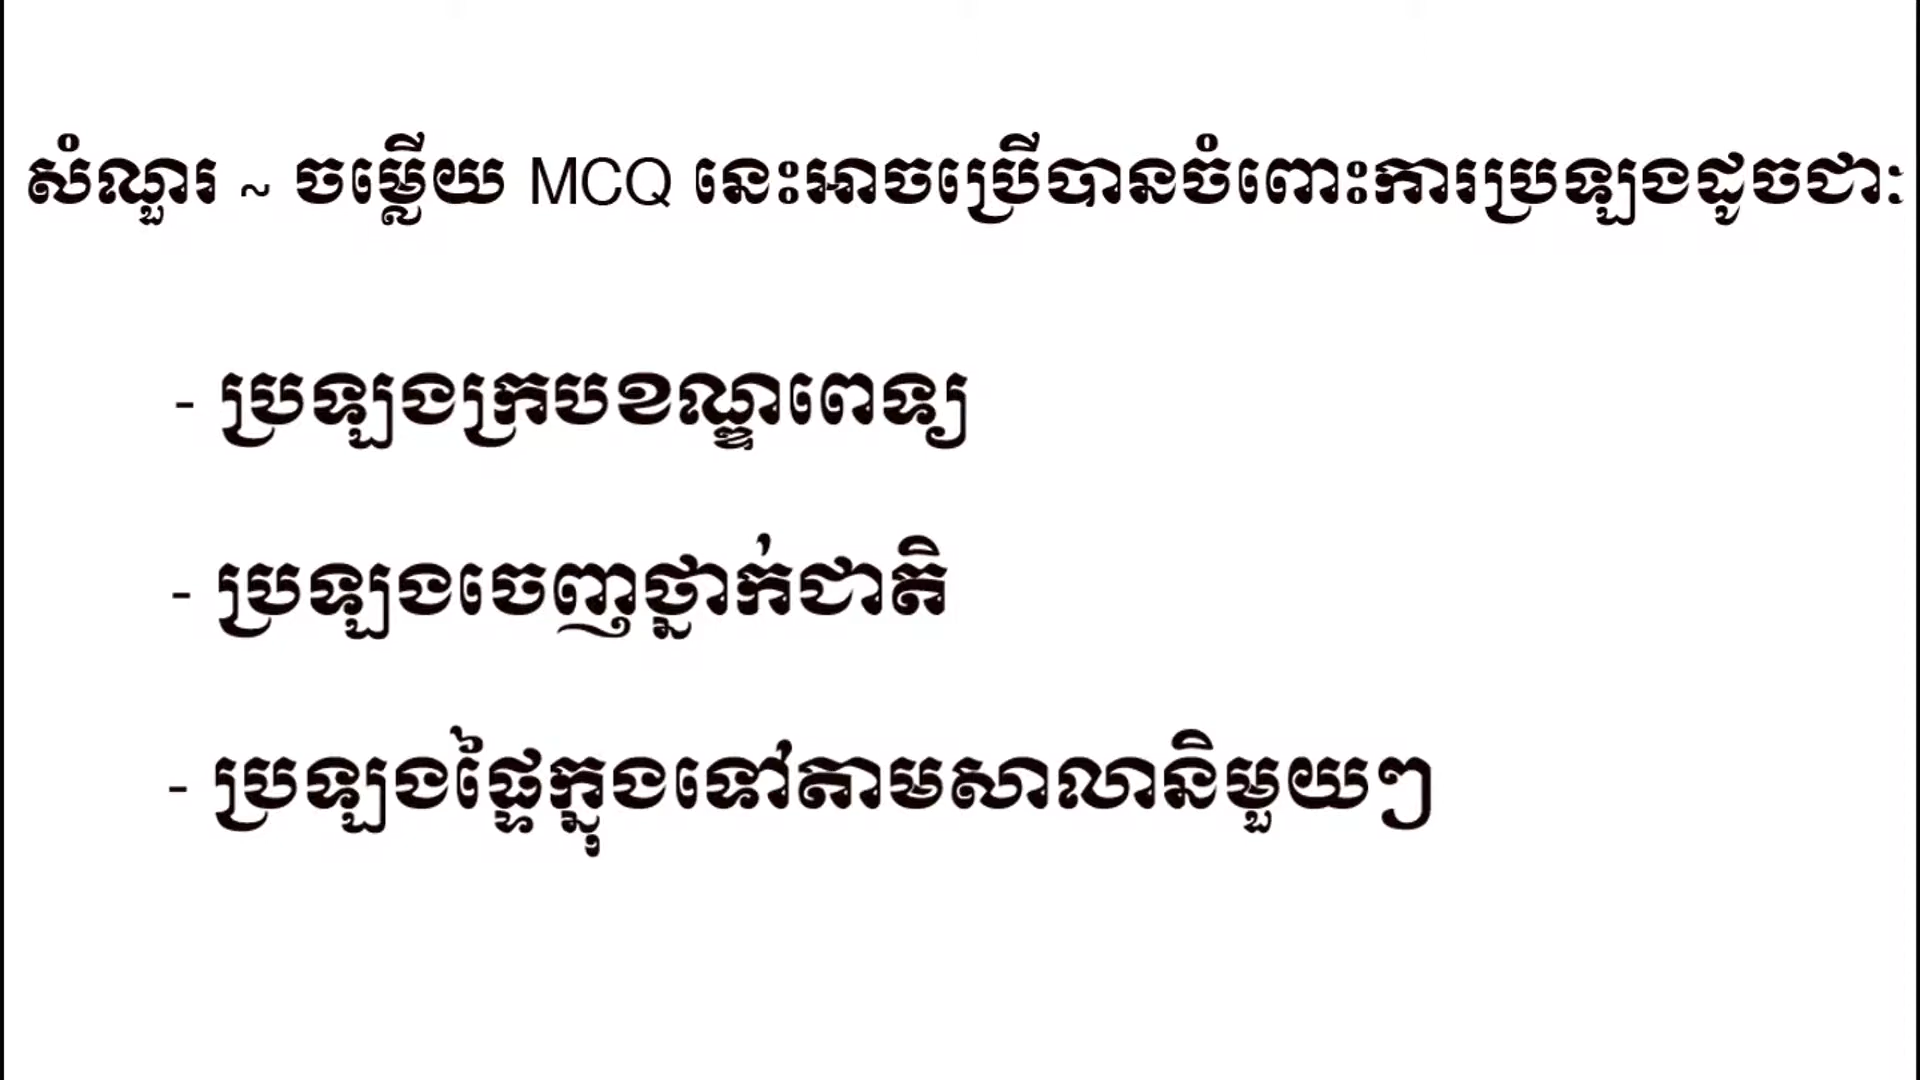 សំណួរ ~ ចម្លើយ MCQ នេះអាចប្រើបានចំពោះការប្រឡងដូចជាៈ
- ប្រឡងក្របខណ្ឌពេទ្យ
- ប្រឡងចេញថ្នាក់ជាតិ
- ប្រឡងផ្ទៃក្នុងទៅតាមសាលានិមួយៗ